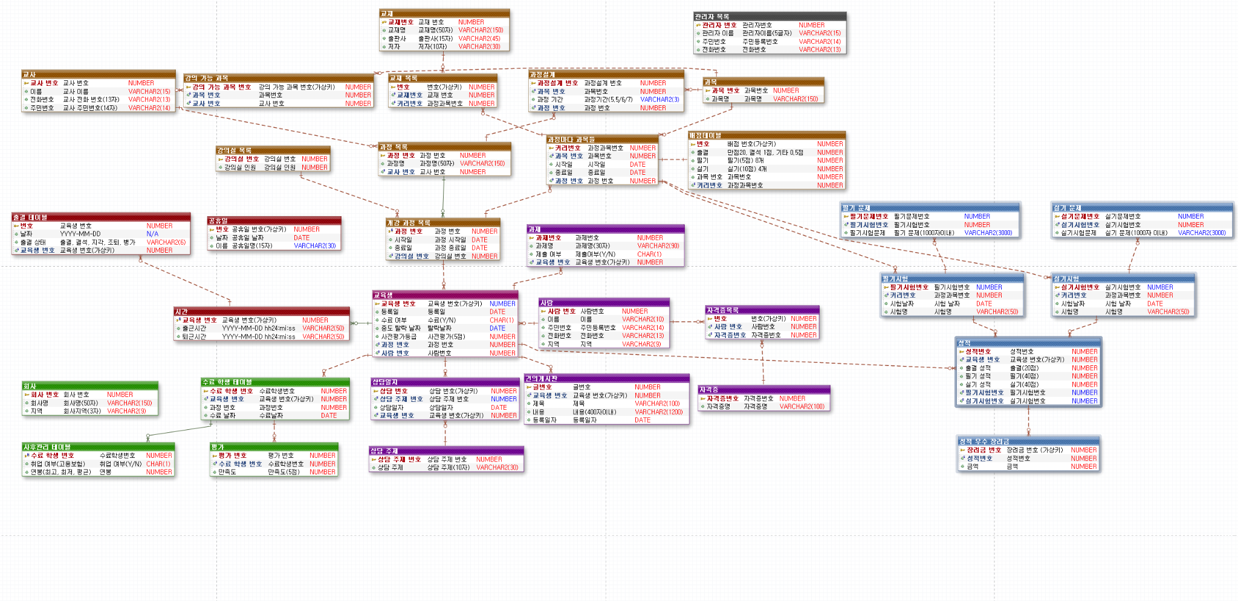 교재
교재번호 교재 번호 NUMBER
교재명 교재명(50자) VARCHAR2(150)
출판사 출판사(15자) VARCHAR2(45)
저자 저자(10자) VARCHAR2(30)
관리자 목록
관리자 번호 관리자번호 NUMBER
관리자 이름 관리자이름(5글자) VARCHAR2(15)
주민번호 주민등록번호 VARCHAR2(14)
전화번호 전화번호 VARCHAR2(13)
교사
교사 번호 교사 번호 NUMBER
이름 교사 이름 VARCHAR2(15)
전화번호 교사 전화 번호(13자) VARCHAR2(13)
주민번호 교사 주민번호(14자) VARCHAR2(14)
강의 가능 과목
강의 가능 과목 번호 강의 가능 과목 번호(가상키) NUMBER
과목 번호 과목번호 NUMBER
교사 번호 교사 번호 NUMBER
교재 목록
번호 번호(가상키) NUMBER
교재번호 교재 번호 NUMBER
커리번호 과정과목번호 NUMBER
과정설계
과정설계 번호 과정설계 번호 NUMBER
과목 번호 과목번호 NUMBER
과정 기간 과정기간(5.5/6/7) VARCHAR2(3)
과정 번호 과정 번호 NUMBER
과목
과목 번호 과목번호 NUMBER
과목명 과목명 VARCHAR2(150)
강의실 목록
강의실 번호 강의실 번호 NUMBER
강의실 인원 강의실 인원 NUMBER
과정 목록
과정 번호 과정 번호 NUMBER
과정명 과정명(50자) VARCHAR2(150)
교사 번호 교사 번호 NUMBER
과정마다 과목들
커리번호 과정과목번호 NUMBER
과목 번호 과목번호 NUMBER
시작일 시작일 DATE
종료일 종료일 DATE
과정 번호 과정 번호 NUMBER
배점테이블
번호 배점 번호(가상키) NUMBER
출결 만점20, 결석 1점, 기타 0.5점 NUMBER
필기 필기(5점) 8개 NUMBER
실기 실기(10점) 4개 NUMBER
과목 번호 과목번호 NUMBER
커리번호 과정과목번호 NUMBER
출결 테이블
번호 교육생 번호 NUMBER
날짜 YYYY-MM-DD N/A
출결 상태 출결, 결석, 지각, 조퇴, 병가 VARCHAR2(6)
교육생 번호 교육생 번호(가상키) NUMBER
공휴일
번호 공휴일 번호(가상키) NUMBER
날짜 공휴일 날짜 DATE
이름 공휴일명(15자) VARCHAR2(30)
개강 과정 목록
과정 번호 과정 번호 NUMBER
시작일 과정 시작일 DATE
종료일 과정 종료일 DATE
강의실 번호 강의실 번호 NUMBER
과제
과제번호 과제번호 NUMBER
과제명 과제명(30자) VARCHAR2(90)
제출 여부 제출여부(Y/N) CHAR(1)
교육생 번호 교육생 번호(가상키) NUMBER
필기 문제
필기문제번호 필기문제번호 NUMBER
필기시험번호 필기시험번호 NUMBER
필기시험문제 필기 문제(1000자이내) VARCHAR2(3000)
실기 문제
실기문제번호 실기문제번호 NUMBER
실기시험번호 실기시험번호 NUMBER
실기시험문제 실기 문제(1000자 이내) VARCHAR2(3000)
필기시험
필기시험번호 필기시험번호 NUMBER
커리번호 과정과목번호 NUMBER
시험날짜 시험 날짜 DATE
시험명 시험명 VARCHAR2(50)
실기시험
실기시험번호 실기시험번호 NUMBER
커리번호 과정과목번호 NUMBER
시험날짜 시험 날짜 DATE
시험명 시험명 VARCHAR2(50)
시간
교육생 번호 교육생 번호(가상키) NUMBER
출근시간 YYYY-MM-DD hh24:mi:ss VARCHAR2(50)
퇴근시간 YYYY-MM-DD hh24:mi:ss VARCHAR2(50)
교육생
교육생 번호 교육생 번호(가상키) NUMBER
등록일 등록일 DATE
수료 여부 수료(Y/N) CHAR(1)
중도 탈락 날짜 탈락날짜 DATE
사전평가등급 사전평가(5점) NUMBER
과정 번호 과정 번호 NUMBER
사람 번호 사람번호 NUMBER
사람
사람 번호 사람번호 NUMBER
이름 이름 VARCHAR2(10)
주민번호 주민등록번호 VARCHAR2(14)
전화번호 전화번호 VARCHAR2(13)
지역 지역 VARCHAR2(9)
자격증목록
번호 번호(가상키) NUMBER
사람 번호 사람번호 NUMBER
자격증번호 자격증번호 NUMBER
성적
성적번호 성적번호 NUMBER
교육생 번호 교육생 번호(가상키) NUMBER
출결 성적 출결(20점) NUMBER
필기 성적 필기(40점) NUMBER
실기 성적 실기(40점) NUMBER
필기시험번호 필기시험번호 NUMBER
실기시험번호 실기시험번호 NUMBER
회사
회사 번호 회사 번호 NUMBER
회사명 회사명(50자) VARCHAR2(150)
지역 회사지역(3자) VARCHAR2(9)
수료 학생 테이블
수료 학생 번호 수료학생번호 NUMBER
교육생 번호 교육생 번호(가상키) NUMBER
과정 번호 과정번호 NUMBER
수료 날짜 수료날짜 DATE
상담일지
상담 번호 상담 번호(가상키) NUMBER
상담 주제 번호 상담 주제 번호 NUMBER
상담일자 상담일자 DATE
교육생 번호 교육생 번호(가상키) NUMBER
건의게시판
글번호 글번호 NUMBER
교육생 번호 교육생 번호(가상키) NUMBER
제목 제목 VARCHAR2(100)
내용 내용(400자이내) VARCHAR2(1200)
등록일자 등록일자 DATE
자격증
자격증번호 자격증번호 NUMBER
자격증명 자격증명 VARCHAR2(100)
사후관리 테이블
수료 학생 번호 수료학생번호 NUMBER
취업 여부(고용보험) 취업 여부(Y/N) CHAR(1)
연봉(최고, 최저, 평균) 연봉 NUMBER
평가
평가 번호 평가 번호 NUMBER
수료 학생 번호 수료학생번호 NUMBER
만족도 만족도(5점) NUMBER
상담 주제
상담 주제 번호 상담 주제 번호 NUMBER
상담 주제 상담 주제(10자) VARCHAR2(30)
성적 우수 장려금
장려금 번호 장려금 번호 (가상키) NUMBER
성적번호 성적번호 NUMBER
금액 금액 NUMBER